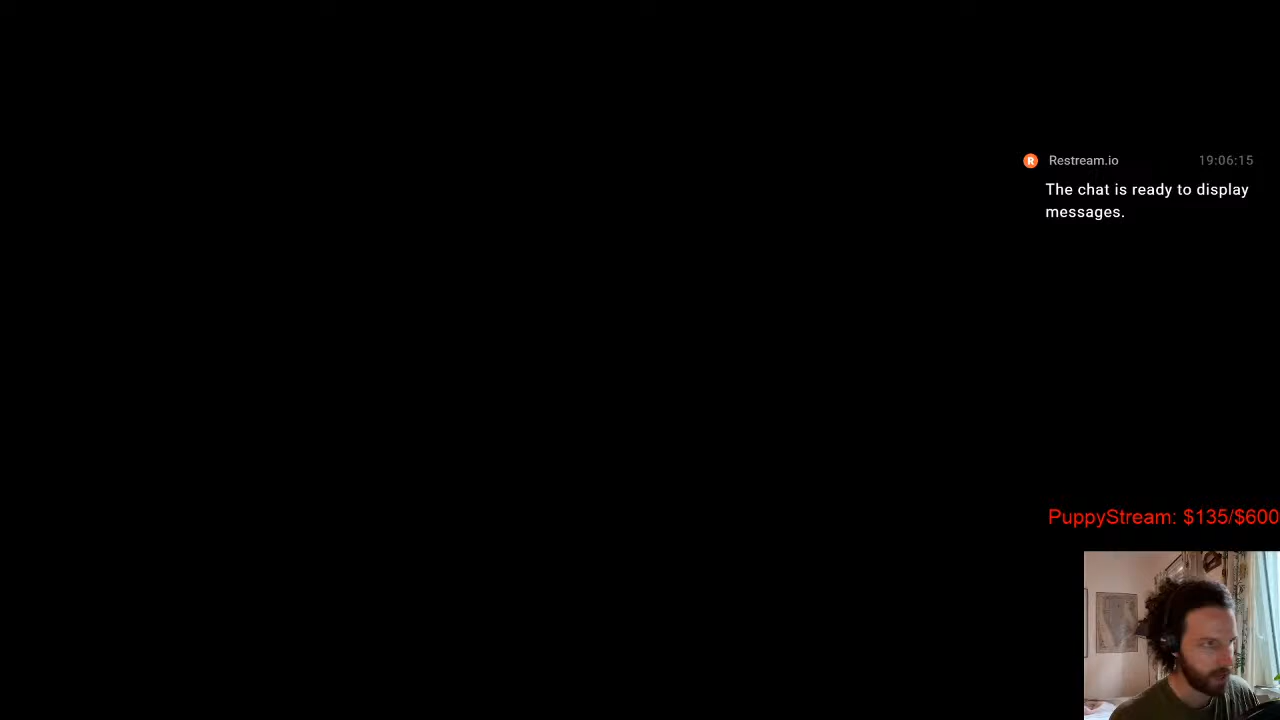 R Restream.io 19:06:15
The chat is ready to display
messages.
PuppyStream: $135/$600